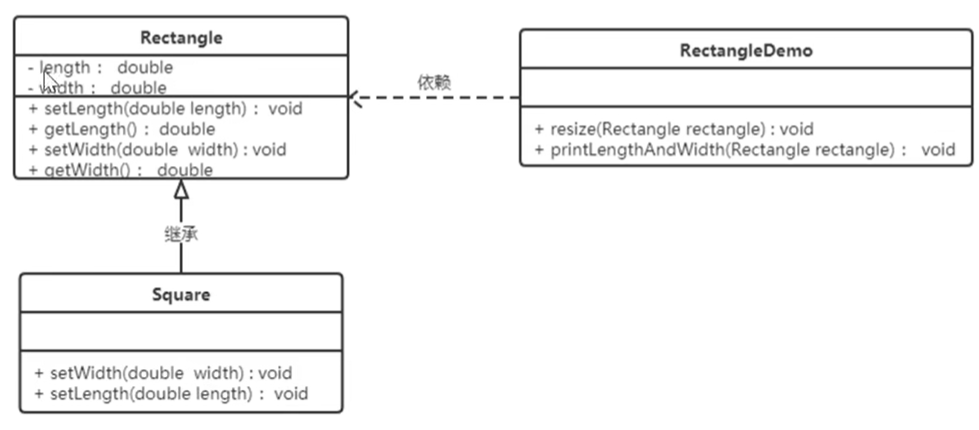 Rectangle
- length : double
- width : double
+ setLength(double length) : void
+ getLength() : double
+ setWidth(double width) : void
+ getWidth() : double
依赖
RectangleDemo
+ resize(Rectangle rectangle) : void
+ printLengthAndWidth(Rectangle rectangle) : void
继承
Square
+ setWidth(double width) : void
+ setLength(double length) : void